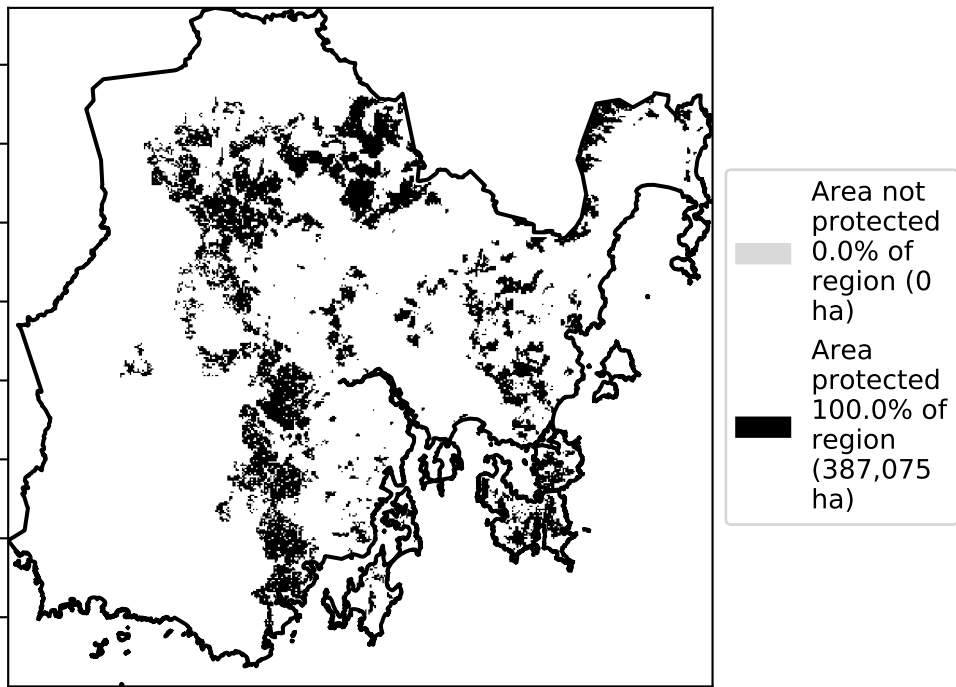 Area not
protected
0.0% of
region (0
ha)
Area
protected
100.0% of
region
(387,075
ha)